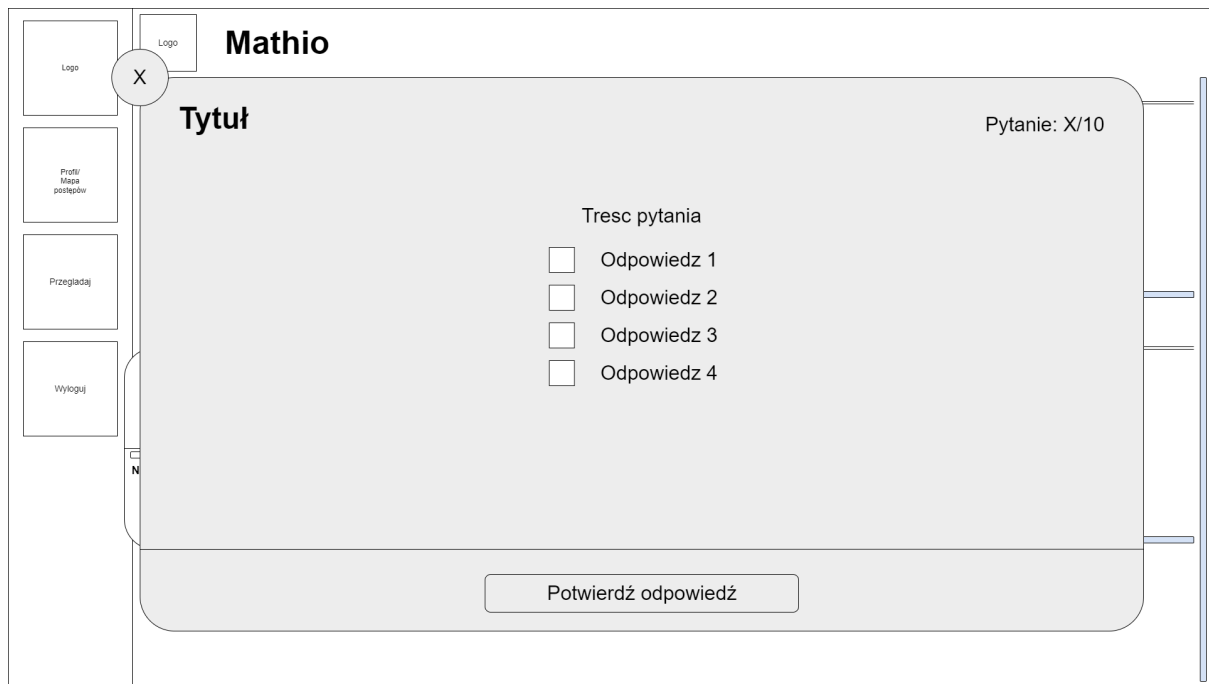 Logo
Profil/
Mapa
postępów
Przegladaj
Wyloguj
Logo
Mathio
X
Tytuł
Pytanie: X/10
Tresc pytania
Odpowiedz 1
Odpowiedz 2
Odpowiedz 3
Odpowiedz 4
N
Potwierdź odpowiedź